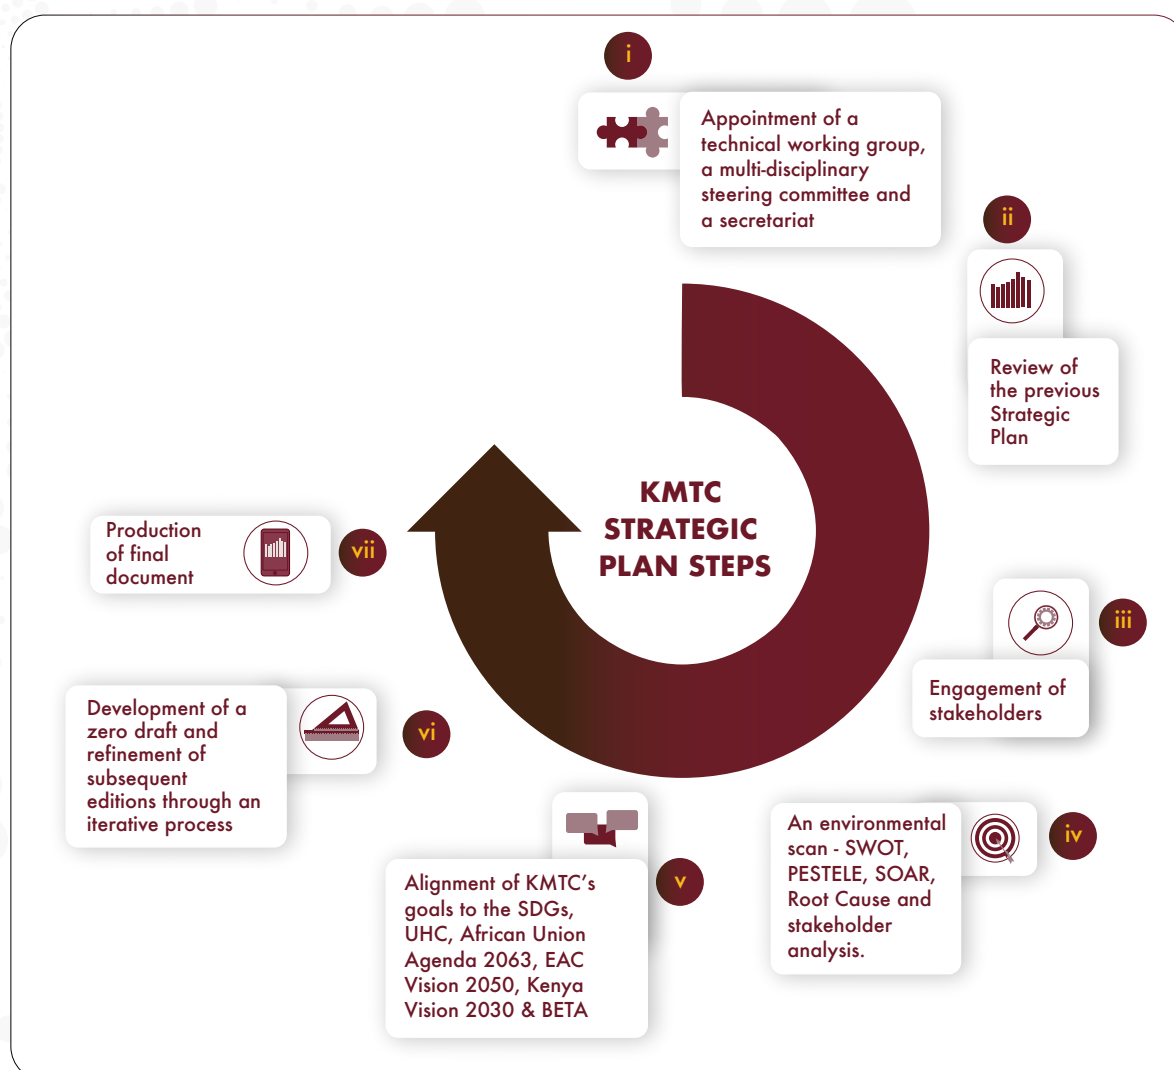 i
Appointment of a
technical working group,
a multi-disciplinary
steering committee and
a secretariat
ii
Review of
the previous
Strategic
Plan
KMTC
STRATEGIC
PLAN STEPS
iii
Engagement of
stakeholders
iv
An environmental
scan - SWOT,
PESTELE, SOAR,
Root Cause and
stakeholder
analysis.
v
Alignment of KMTC’s
goals to the SDGs,
UHC, African Union
Agenda 2063, EAC
Vision 2050, Kenya
Vision 2030 & BETA
vi
Development of a
zero draft and
refinement of
subsequent
editions through an
iterative process
vii
Production
of final
document